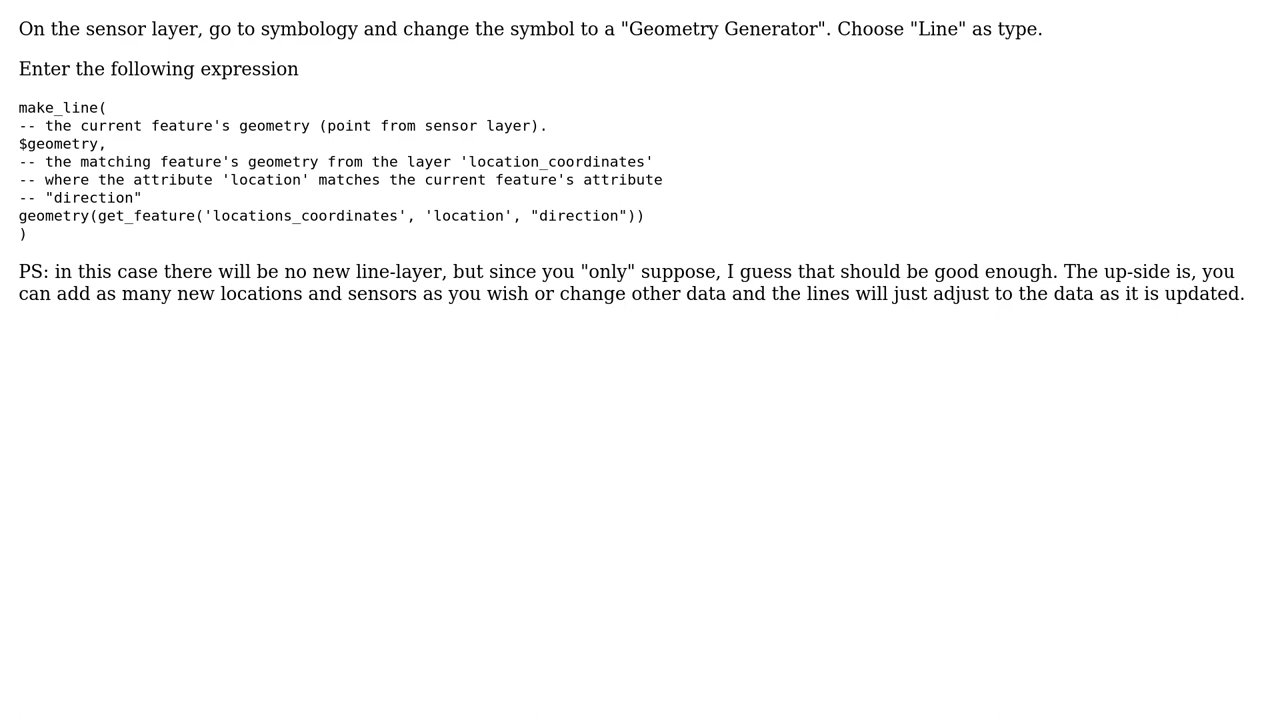 On the sensor layer, go to symbology and change the symbol to a "Geometry Generator". Choose "Line" as type.
Enter the following expression
make_line(
-- the current feature's geometry (point from sensor layer).
$geometry,
-- the matching feature's geometry from the layer 'location_coordinates'
-- where the attribute 'location' matches the current feature's attribute
-- "direction"
geometry(get_feature('locations_coordinates', 'location', "direction"))
)
PS: in this case there will be no new line-layer, but since you "only" suppose, I guess that should be good enough. The up-side is, you
can add as many new locations and sensors as you wish or change other data and the lines will just adjust to the data as it is updated.